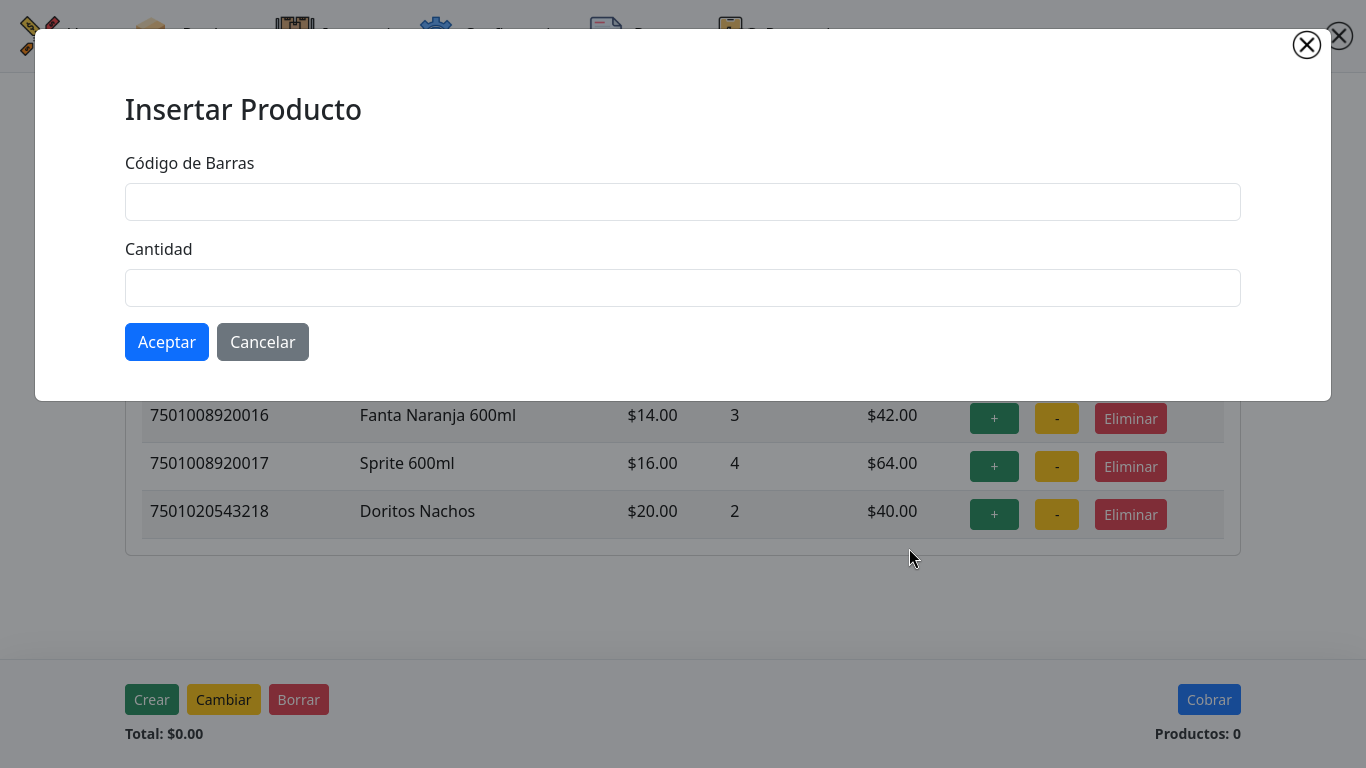 Insertar Producto
Código de Barras
Cantidad
Aceptar Cancelar
7501008920016 Fanta Naranja 600ml $14.00 3 $42.00 + - Eliminar
7501008920017 Sprite 600ml $16.00 4 $64.00 + - Eliminar
7501020543218 Doritos Nachos $20.00 2 $40.00 + - Eliminar
Crear Cambiar Borrar Cobrar
Total: $0.00 Productos: 0